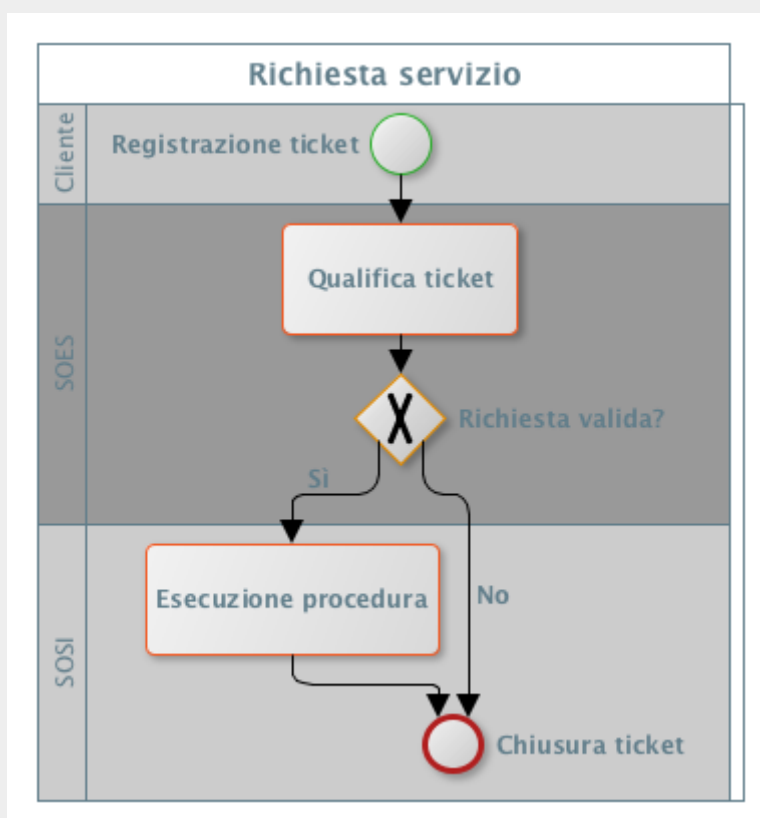 Richiesta servizio
Cliente
Registrazione ticket
SOES
Qualifica ticket
X
Richiesta valida?
Sì
SOSI
Esecuzione procedura
No
Chiusura ticket